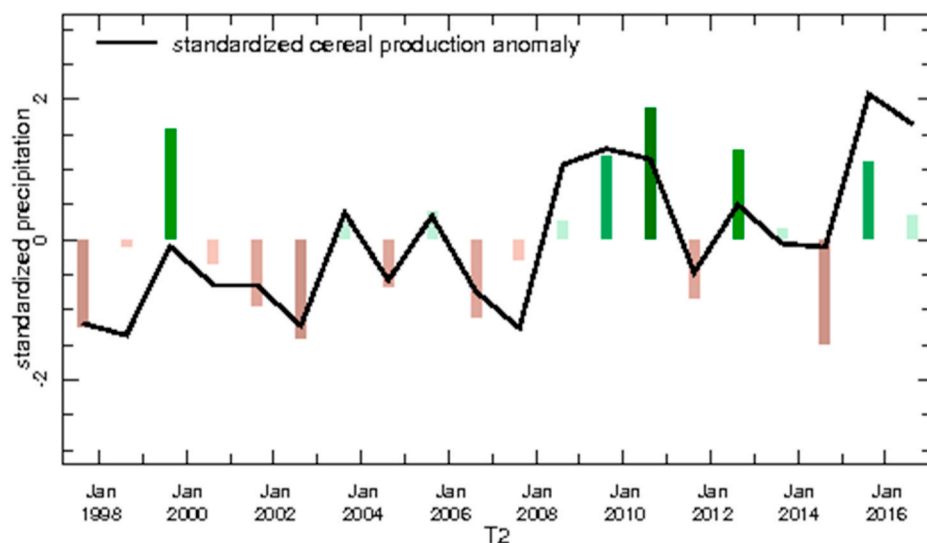 standardized cereal production anomaly
standardized precipitation
2
0
-2
Jan Jan Jan Jan Jan Jan Jan Jan Jan Jan
1998 2000 2002 2004 2006 2008 2010 2012 2014 2016
T2